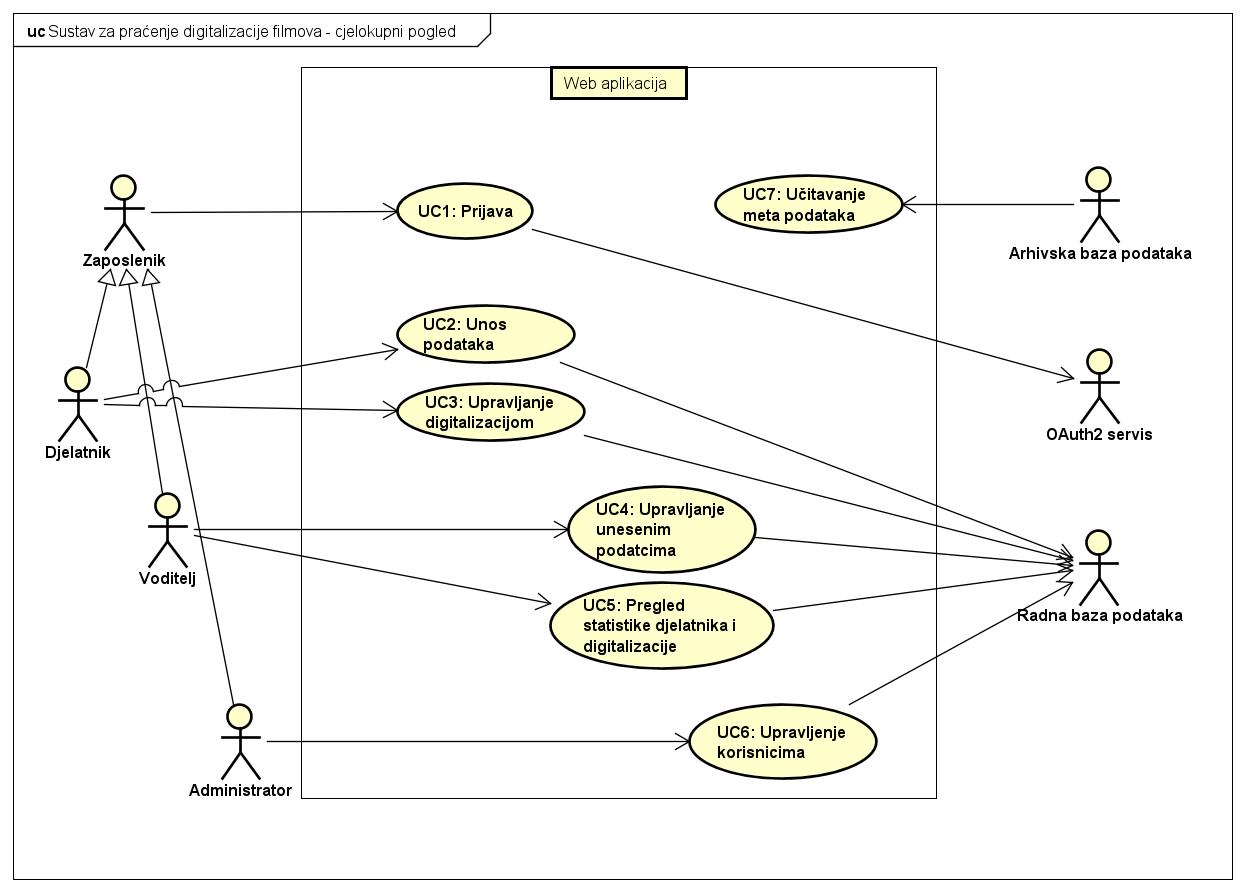 uc Sustav za praćenje digitalizacije filmova - cjelokupni pogled
Web aplikacija
Zaposlenik
UC1: Prijava
UC7: Učitavanje
meta podataka
Arhivska baza podataka
UC2: Unos
podataka
OAuth2 servis
Djelatnik
UC3: Upravljanje
digitalizacijom
Voditelj
UC4: Upravljanje
unesenim
podatcima
Radna baza podataka
UC5: Pregled
statistike djelatnika i
digitalizacije
Administrator
UC6: Upravljenje
korisnicima